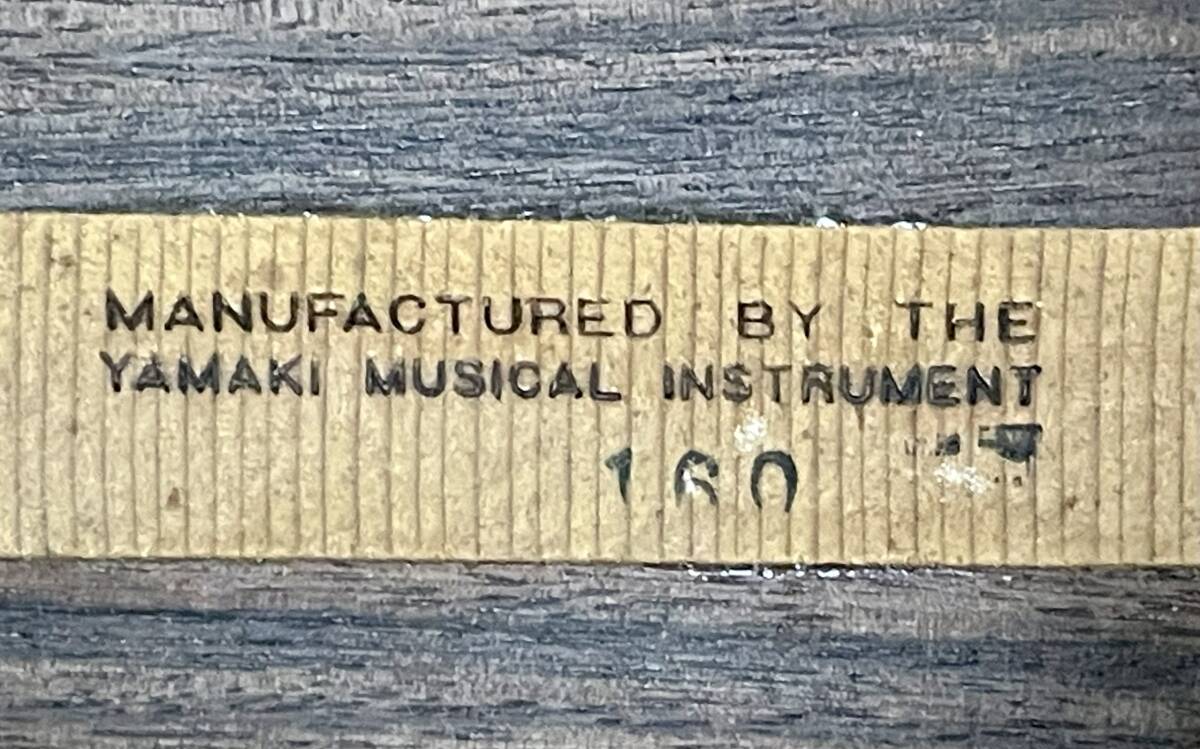 MANUFACTURED BY THE
YAMAKI MUSICAL INSTRUMENT
160